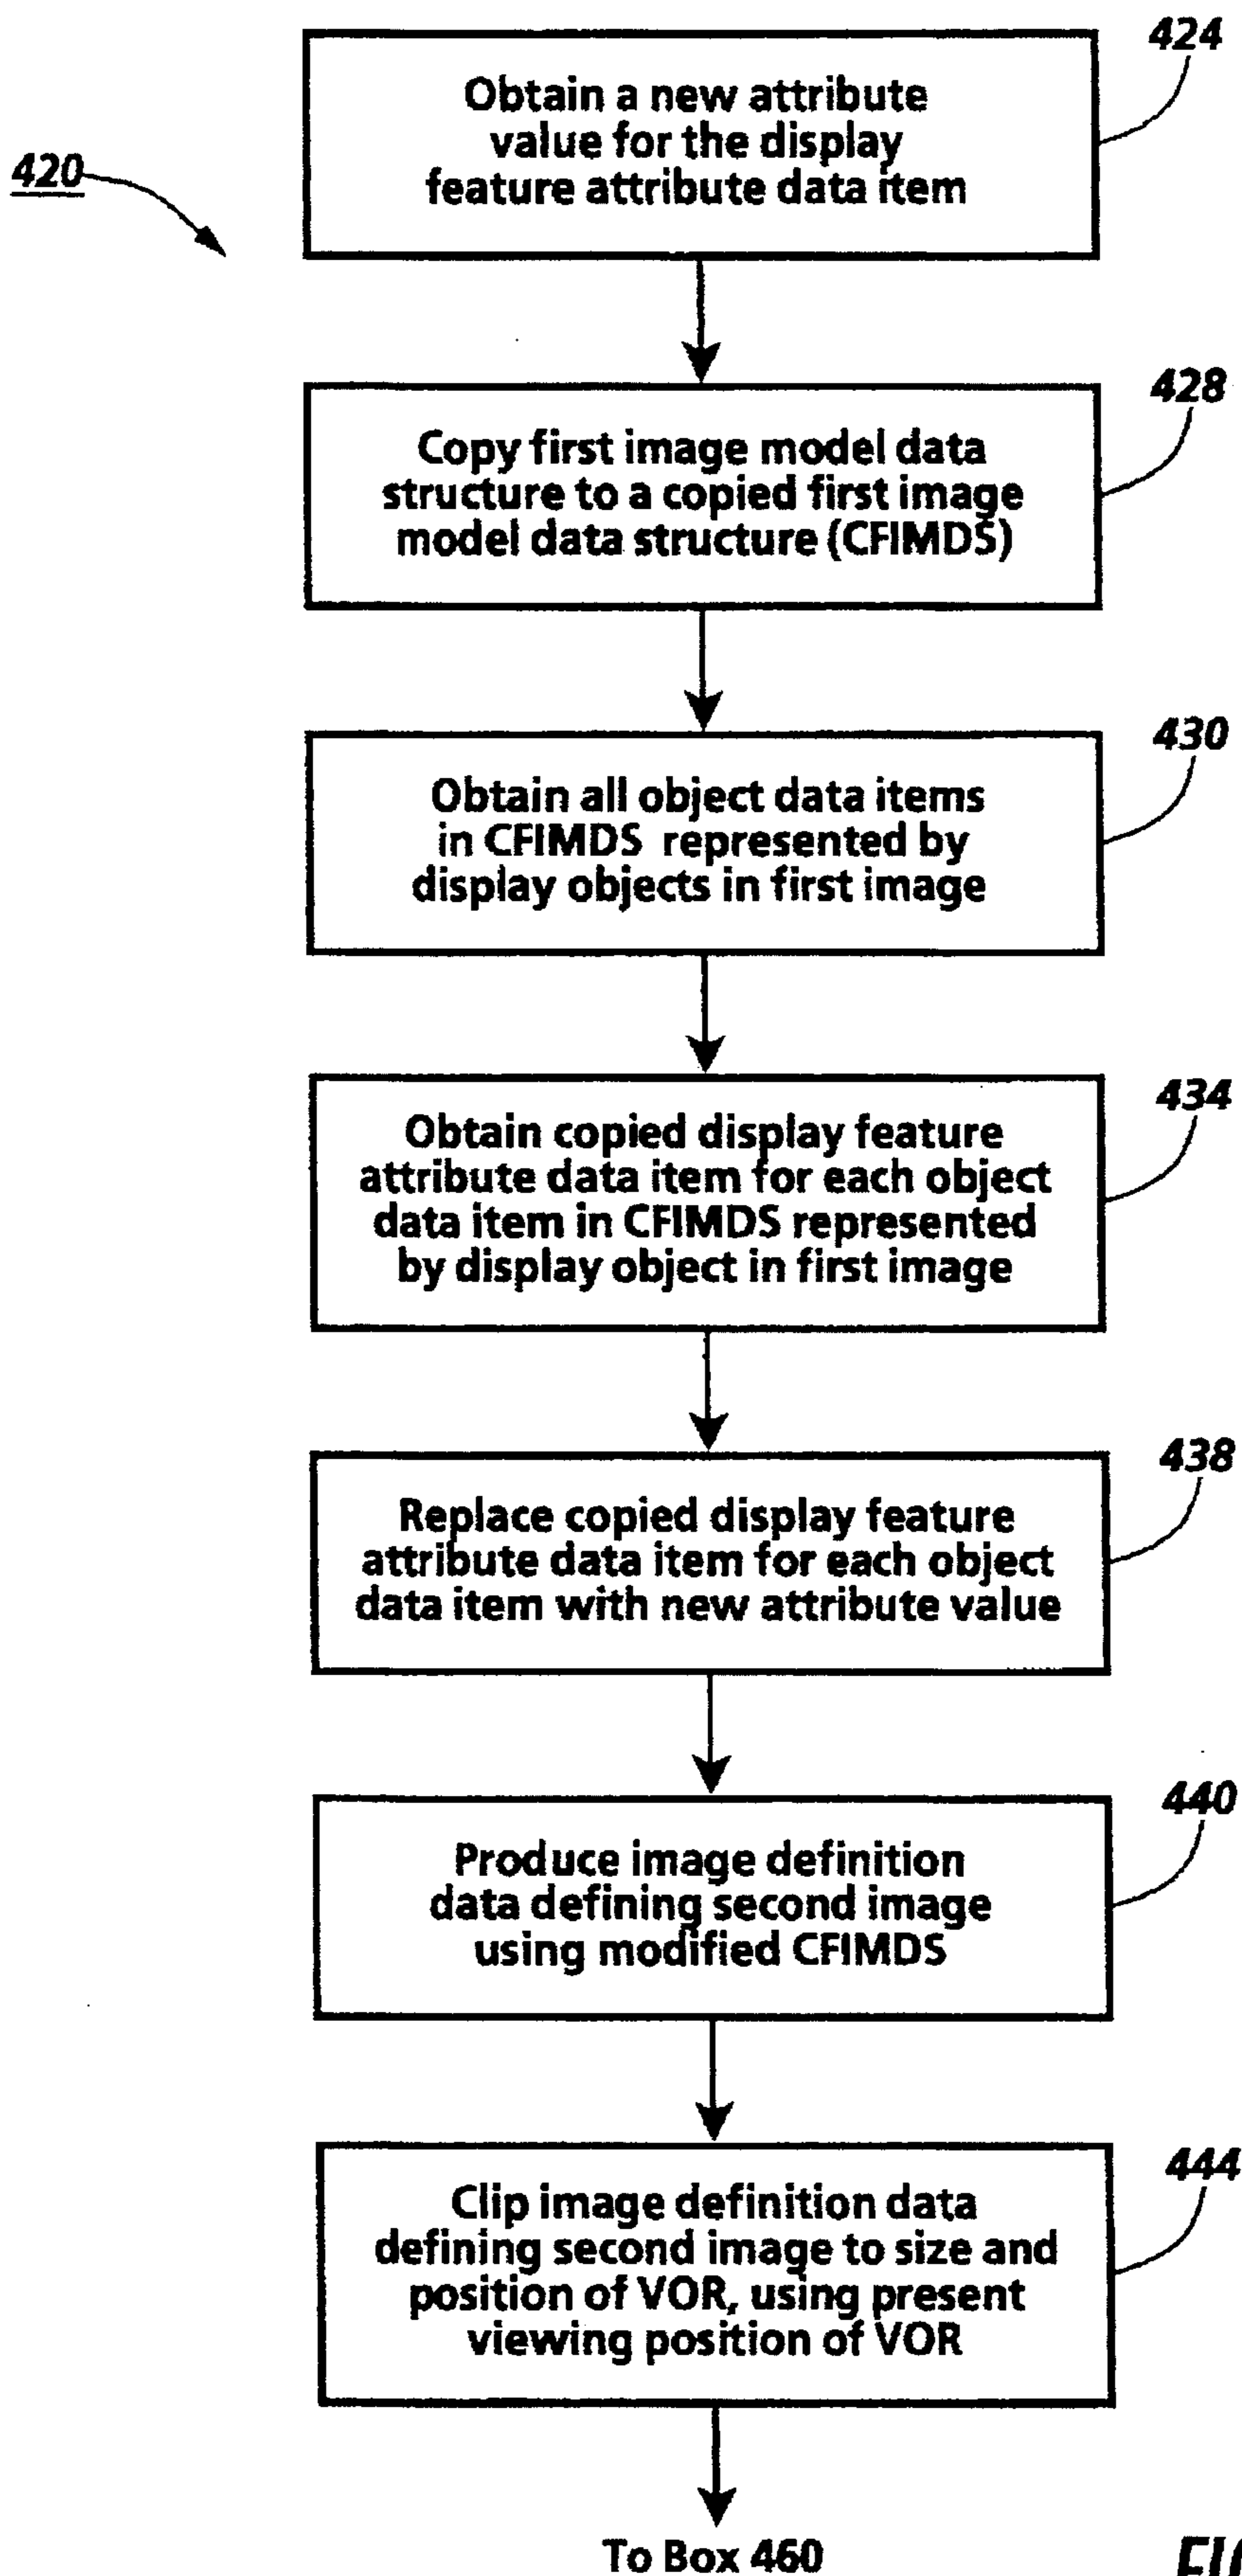 424
Obtain a new attribute
value for the display
feature attribute data item
420
428
Copy first image model data
structure to a copied first image
model data structure (CFIMDS)
430
Obtain all object data items
in CFIMDS represented by
display objects in first image
434
Obtain copied display feature
attribute data item for each object
data item in CFIMDS represented
by display object in first image
438
Replace copied display feature
attribute data item for each object
data item with new attribute value
440
Produce image definition
data defining second image
using modified CFIMDS
444
Clip image definition data
defining second image to size and
position of VOR, using present
viewing position of VOR
To Box 460